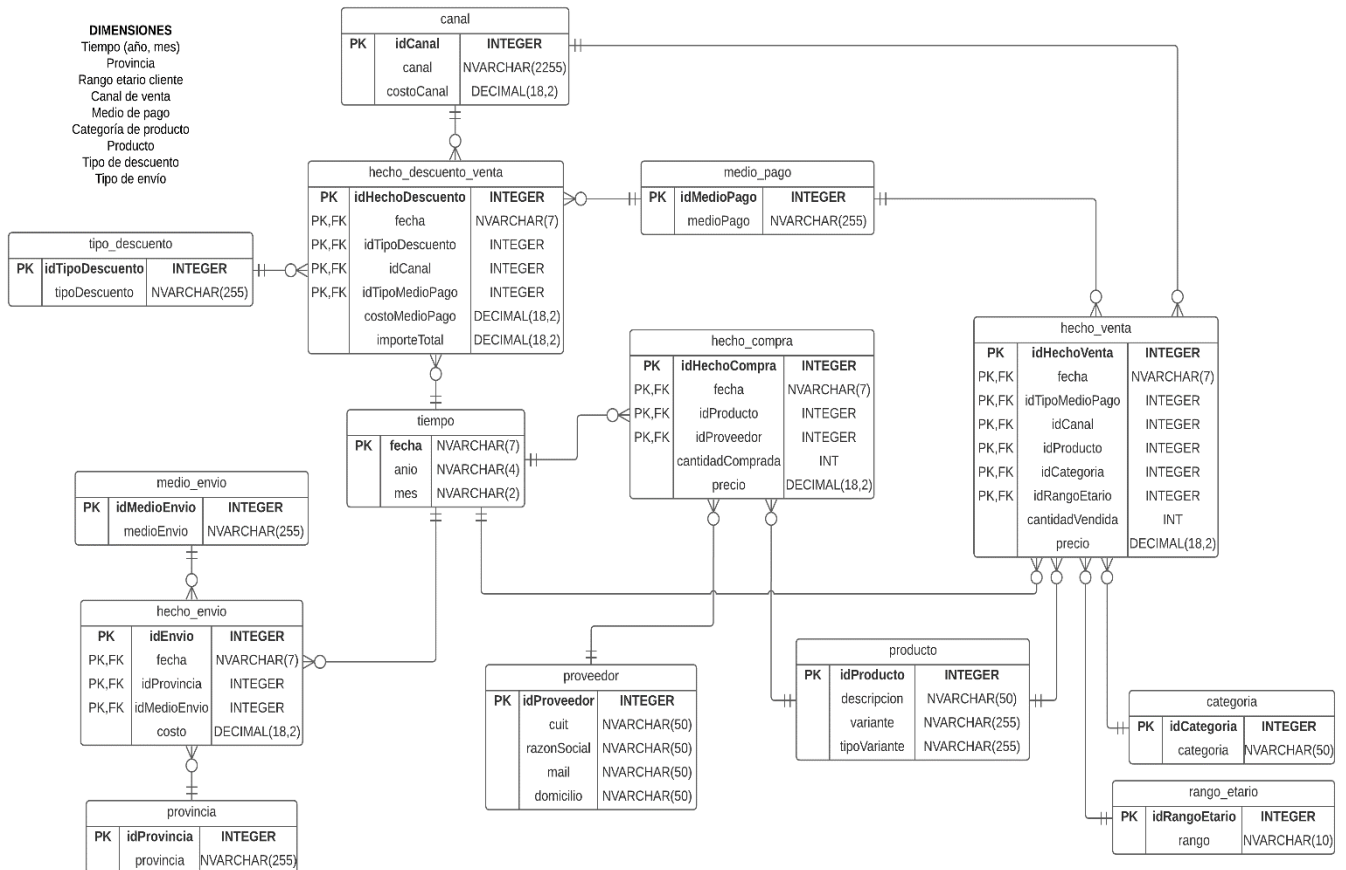 DIMENSIONES
Tiempo (año, mes)
Provincia
Rango etario cliente
Canal de venta
Medio de pago
Categoría de producto
Producto
Tipo de descuento
Tipo de envío
canal
PK idCanal INTEGER
canal NVARCHAR(2255)
costoCanal DECIMAL(18,2)
hecho_descuento_venta
PK idHechoDescuento INTEGER
PK,FK fecha NVARCHAR(7)
PK,FK idTipoDescuento INTEGER
PK,FK idCanal INTEGER
PK,FK idTipoMedioPago INTEGER
costoMedioPago DECIMAL(18,2)
importeTotal DECIMAL(18,2)
medio_pago
PK idMedioPago INTEGER
medioPago NVARCHAR(255)
tipo_descuento
PK idTipoDescuento INTEGER
tipoDescuento NVARCHAR(255)
hecho_compra
PK idHechoCompra INTEGER
PK,FK fecha NVARCHAR(7)
PK,FK idProducto INTEGER
PK,FK idProveedor INTEGER
cantidadComprada INT
precio DECIMAL(18,2)
hecho_venta
PK idHechoVenta INTEGER
PK,FK fecha NVARCHAR(7)
PK,FK idTipoMedioPago INTEGER
PK,FK idCanal INTEGER
PK,FK idProducto INTEGER
PK,FK idCategoria INTEGER
PK,FK idRangoEtario INTEGER
cantidadVendida INT
precio DECIMAL(18,2)
tiempo
PK fecha NVARCHAR(7)
anio NVARCHAR(4)
mes NVARCHAR(2)
medio_envio
PK idMedioEnvio INTEGER
medioEnvio NVARCHAR(255)
hecho_envio
PK idEnvio INTEGER
PK,FK fecha NVARCHAR(7)
PK,FK idProvincia INTEGER
PK,FK idMedioEnvio INTEGER
costo DECIMAL(18,2)
proveedor
PK idProveedor INTEGER
cuit NVARCHAR(50)
razonSocial NVARCHAR(50)
mail NVARCHAR(50)
domicilio NVARCHAR(50)
producto
PK idProducto INTEGER
descripcion NVARCHAR(50)
variante NVARCHAR(255)
tipoVariante NVARCHAR(255)
categoria
PK idCategoria INTEGER
categoria NVARCHAR(50)
rango_etario
PK idRangoEtario INTEGER
rango NVARCHAR(10)
provincia
PK idProvincia INTEGER
provincia NVARCHAR(255)